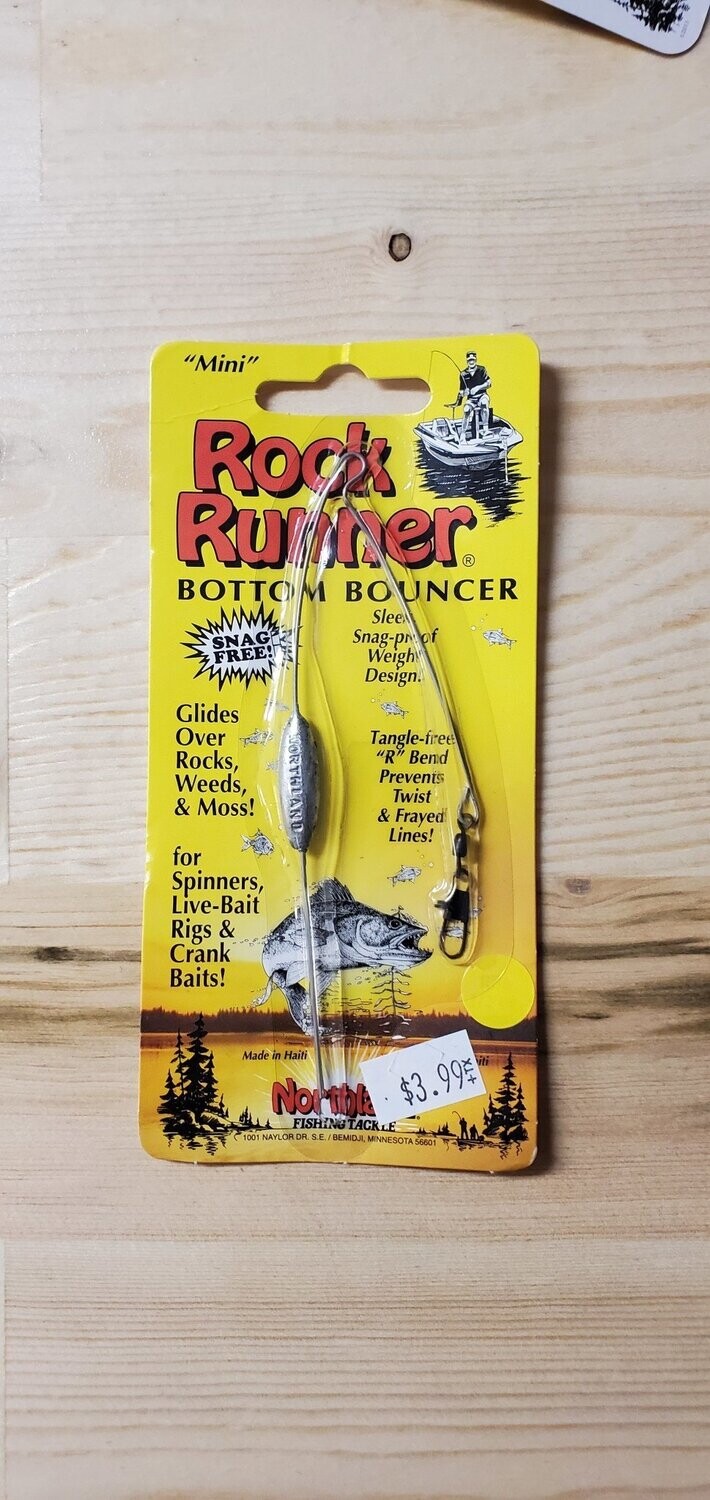 "Mini"
Rock
Runner®
BOTTOM BOUNCER
SNAG
FREE!
Glides
Over
Rocks,
Weeds,
& Moss!
for
Spinners,
Live-Bait
Rigs &
Crank
Baits!
Snag-proof
Weight
Design!
Tangle-free
"R" Bend
Prevents
Twist
& Frayed
Lines!
NORTHLAND
Made in Haiti
$3.99 +TX
FISHING TACKLE
1001 NAYLOR DR. S.E. / BEMIDJI, MINNESOTA 56601